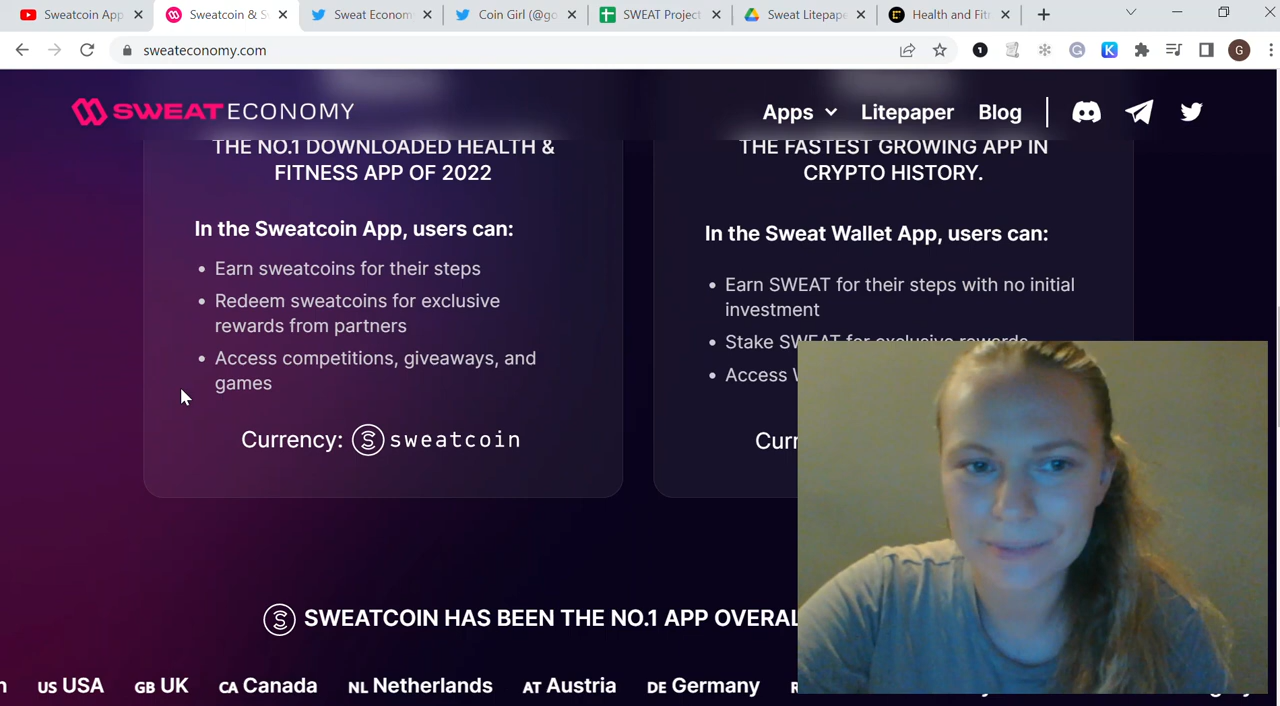 Sweatcoin App
Sweatcoin & S
Sweat Econom
Coin Girl (@go
SWEAT Project
Sweat Litepape
Health and Fit
sweateconomy.com
SWEATECONOMY
Apps
Litepaper
Blog
THE NO.1 DOWNLOADED HEALTH &
FITNESS APP OF 2022
In the Sweatcoin App, users can:
• Earn sweatcoins for their steps
• Redeem sweatcoins for exclusive
rewards from partners
• Access competitions, giveaways, and
games
Currency: sweatcoin
THE FASTEST GROWING APP IN
CRYPTO HISTORY.
In the Sweat Wallet App, users can:
• Earn SWEAT for their steps with no initial
investment
• Stake SWEAT for exclusive rewards
• Access
Curr
SWEATCOIN HAS BEEN THE NO.1 APP OVERAL
US USA GB UK CA Canada NL Netherlands AT Austria DE Germany